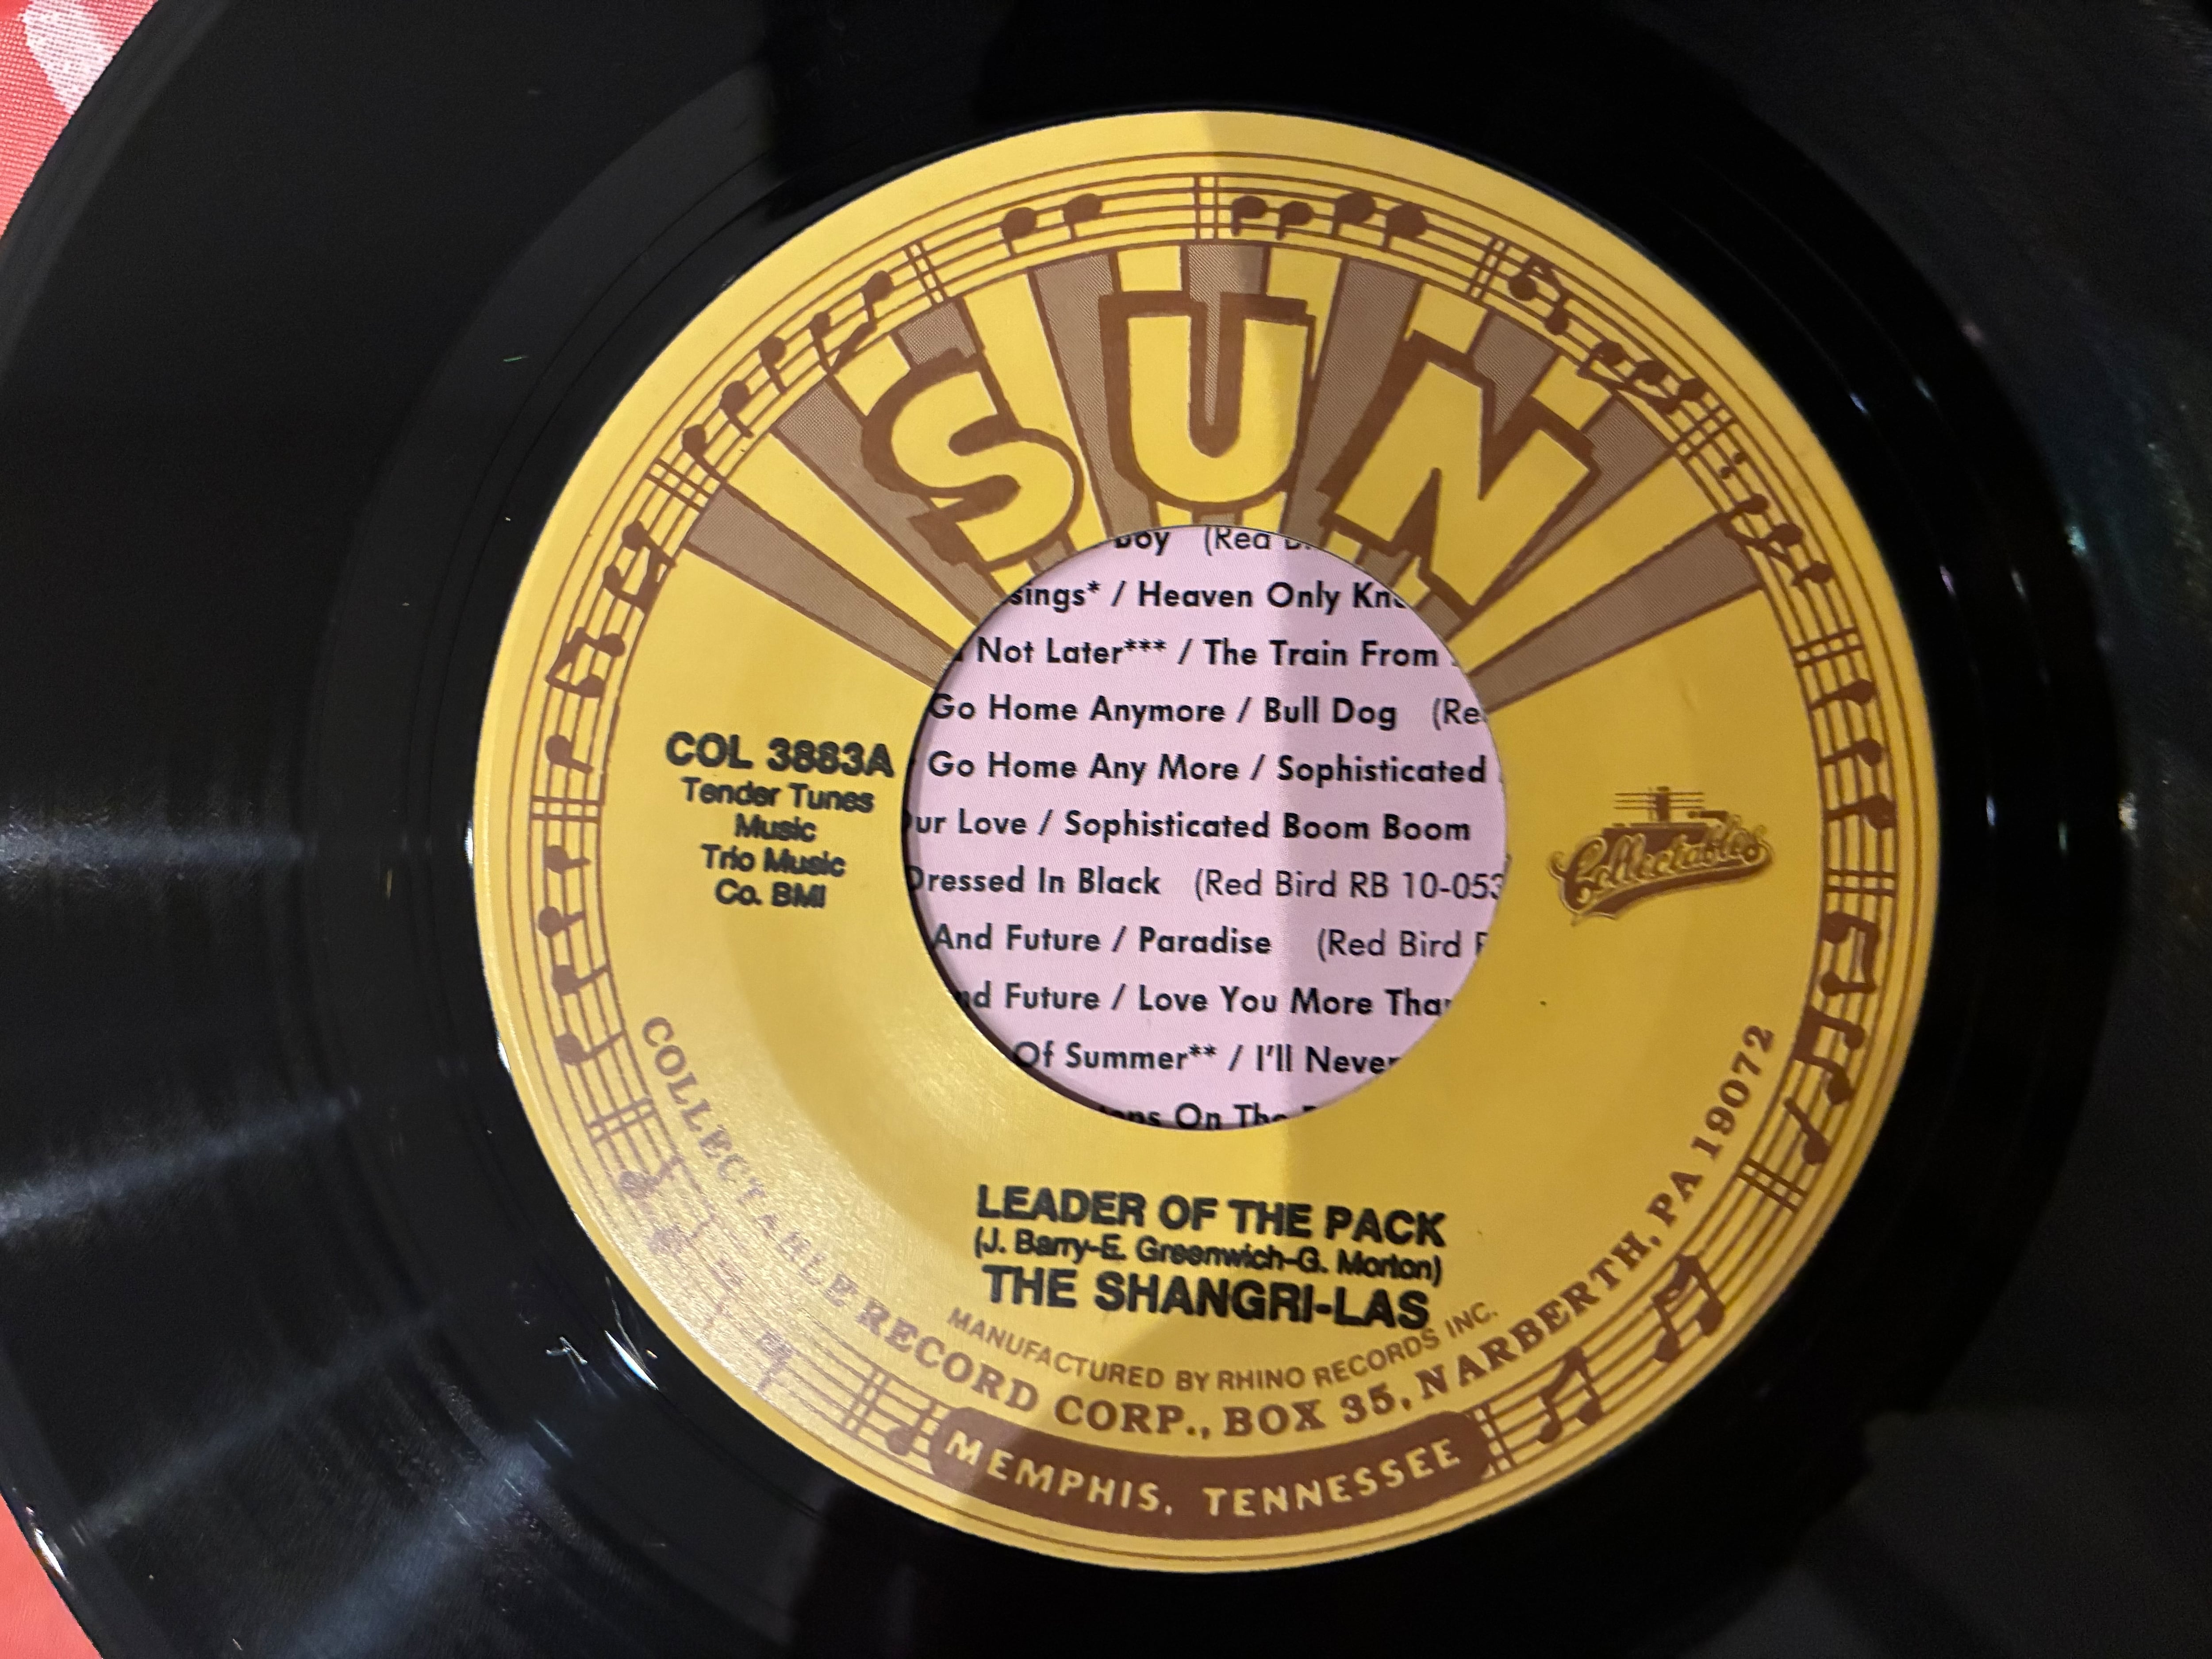 SUN
boy (Red
sings* / Heaven Only
Not Later*** / The Train From
Go Home Anymore / Bull Dog (Re
Go Home Any More / Sophisticated
ur Love / Sophisticated Boom Boom
Dressed In Black (Red Bird RB 10-053
And Future / Paradise (Red Bird
nd Future / Love You More Than
Of Summer** / I'll Never
On The
COL 3883A
Tender Tunes
Music
Trio Music
Co. BMI
Collectables
LEADER OF THE PACK
(J. Barry-E. Greenwich-G. Morton)
THE SHANGRI-LAS
MANUFACTURED BY RHINO RECORDS INC.
COLLECTABLE RECORD CORP., BOX 35, NARBERTH, PA 19072
MEMPHIS, TENNESSEE